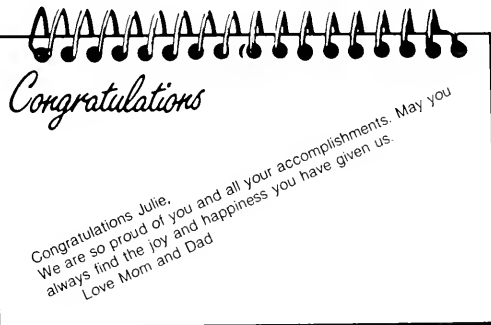 Congratulations
Congratulations Julie,
We are so proud of you and all your accomplishments. May you
always find the joy and happiness you have given us.
Love Mom and Dad